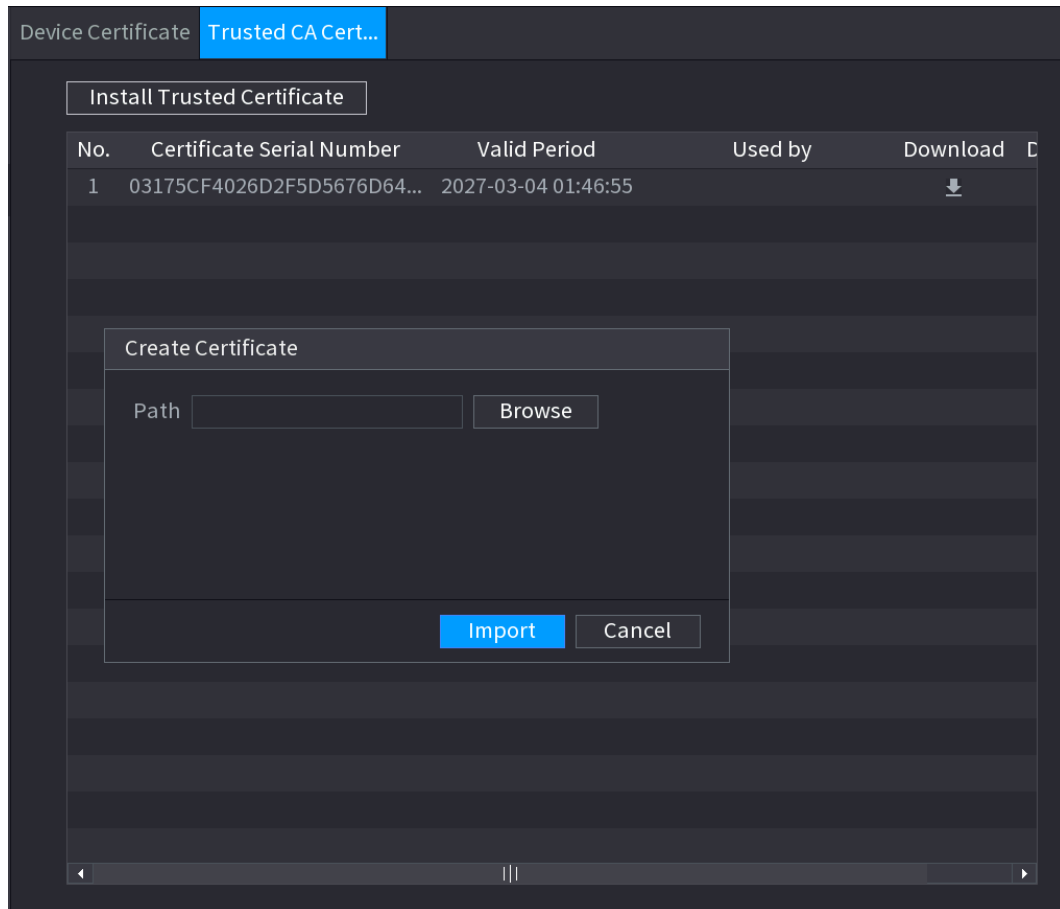 Device Certificate Trusted CA Cert...
Install Trusted Certificate
No. Certificate Serial Number Valid Period Used by Download D
1 03175CF4026D2F5D5676D64... 2027-03-04 01:46:55
Create Certificate
Path Browse
Import Cancel